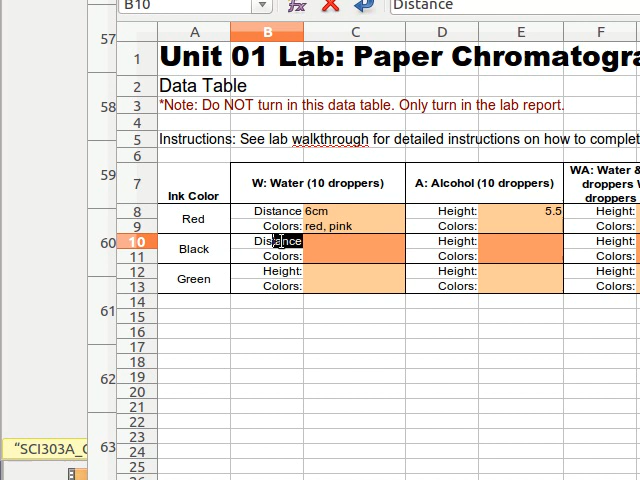 B10 fx Distance
57
58
59
60
61
62
63
A B C D E F
1 Unit 01 Lab: Paper Chromatogra
2 Data Table
3 *Note: Do NOT turn in this data table. Only turn in the lab report.
4
5 Instructions: See lab walkthrough for detailed instructions on how to complet
6
7 Ink Color W: Water (10 droppers) A: Alcohol (10 droppers) WA: Water &
droppers W
droppers
8 Red Distance 6cm Height: 5.5 Height:
9 Colors: red, pink Colors: Colors:
10 Black Distance Height: Height:
11 Colors: Colors: Colors:
12 Green Height: Height: Height:
13 Colors: Colors: Colors:
14
15
16
17
18
19
20
21
22
23
24
25
26
"SCI303A_